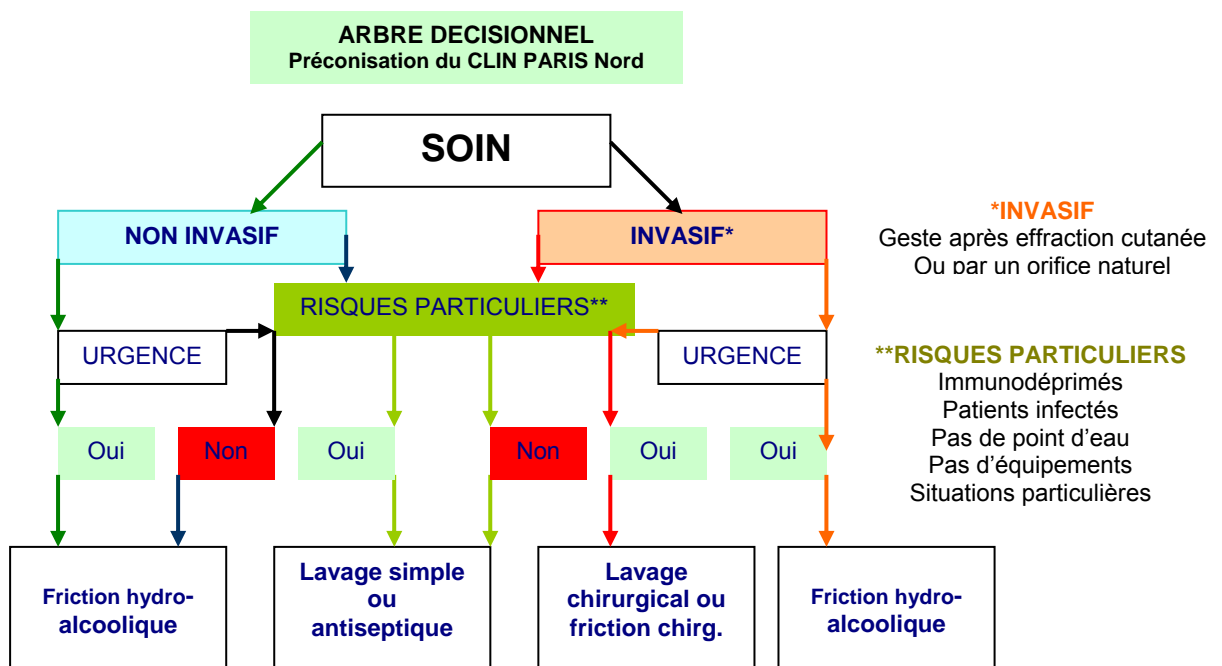 ARBRE DECISIONNEL
Préconisation du CLIN PARIS Nord
SOIN
NON INVASIF
INVASIF*
*INVASIF
Geste après effraction cutanée
Ou par un orifice naturel
RISQUES PARTICULIERS**
URGENCE
URGENCE
**RISQUES PARTICULIERS
Immunodéprimés
Patients infectés
Pas de point d'eau
Pas d'équipements
Situations particulières
Oui
Non
Oui
Non
Oui
Oui
Friction hydro-
alcoolique
Lavage simple
ou
antiseptique
Lavage
chirurgical ou
friction chirg.
Friction hydro-
alcoolique